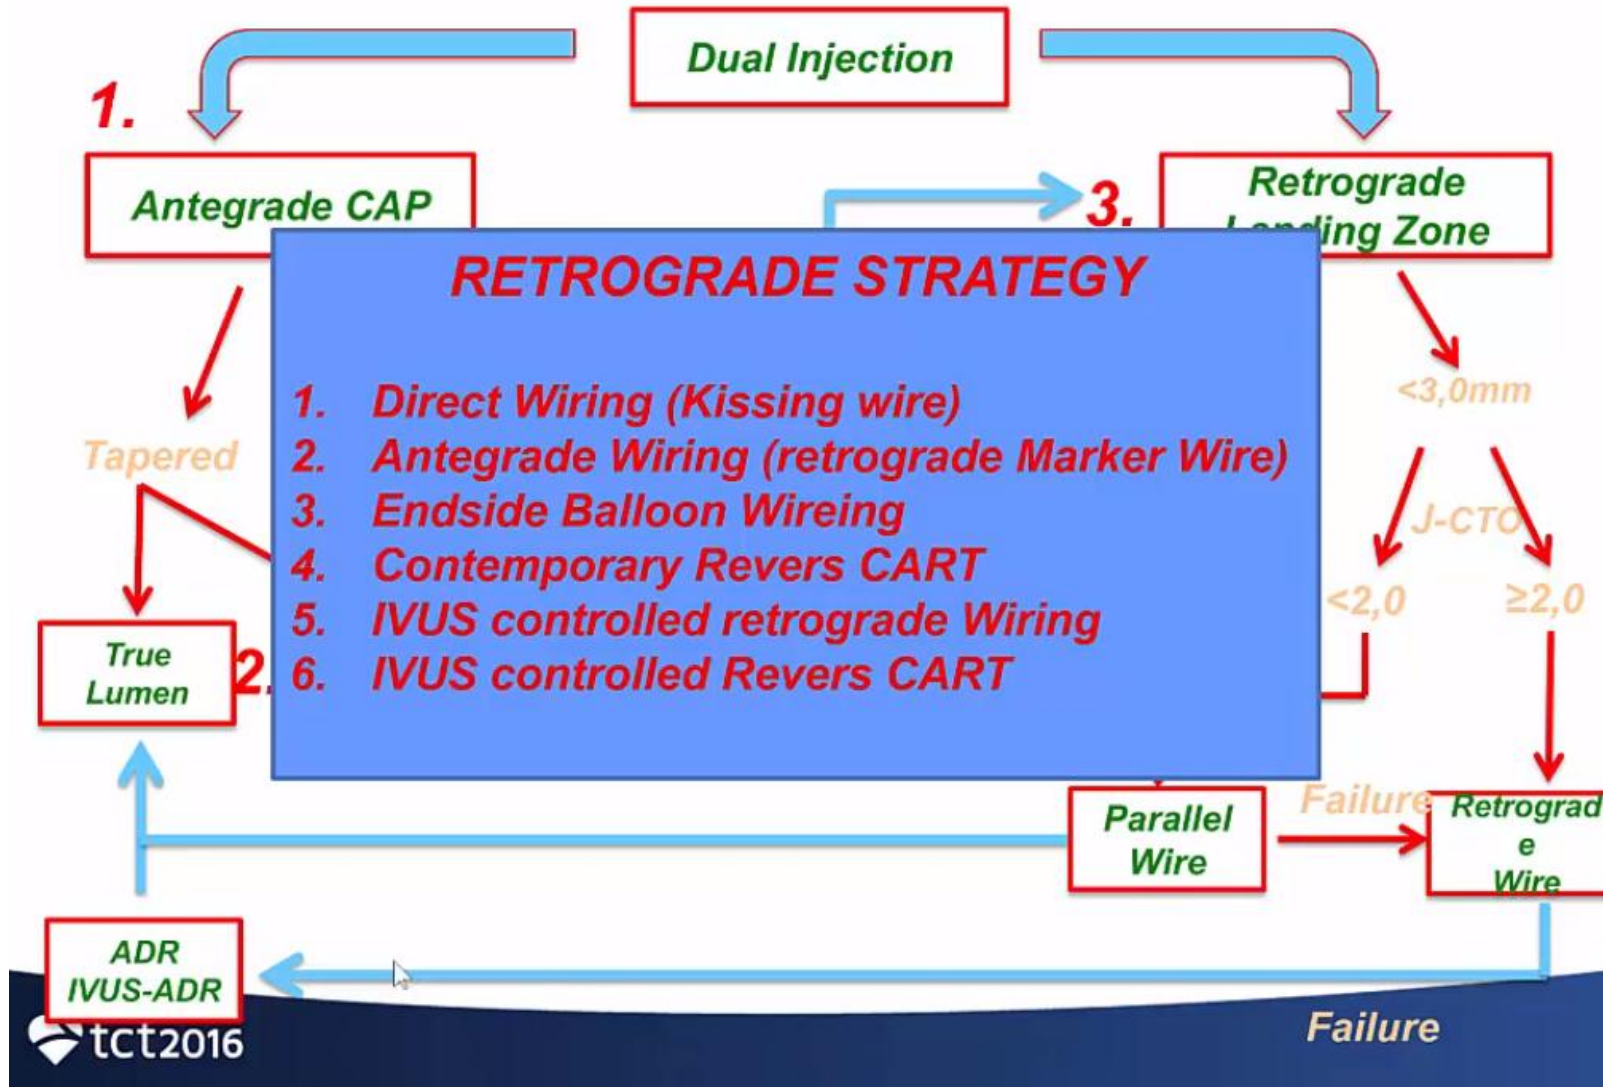 Dual Injection
1.
Antegrade CAP
3.
Retrograde
Landing Zone
RETROGRADE STRATEGY
1. Direct Wiring (Kissing wire)
2. Antegrade Wiring (retrograde Marker Wire)
3. Endside Balloon Wireing
4. Contemporary Revers CART
5. IVUS controlled retrograde Wiring
6. IVUS controlled Revers CART
<3,0mm
Tapered
J-CTO
<2,0
≥2,0
True
Lumen
2.
Parallel
Wire
Failure
Retrograd
e
Wire
ADR
IVUS-ADR
Failure
tct2016